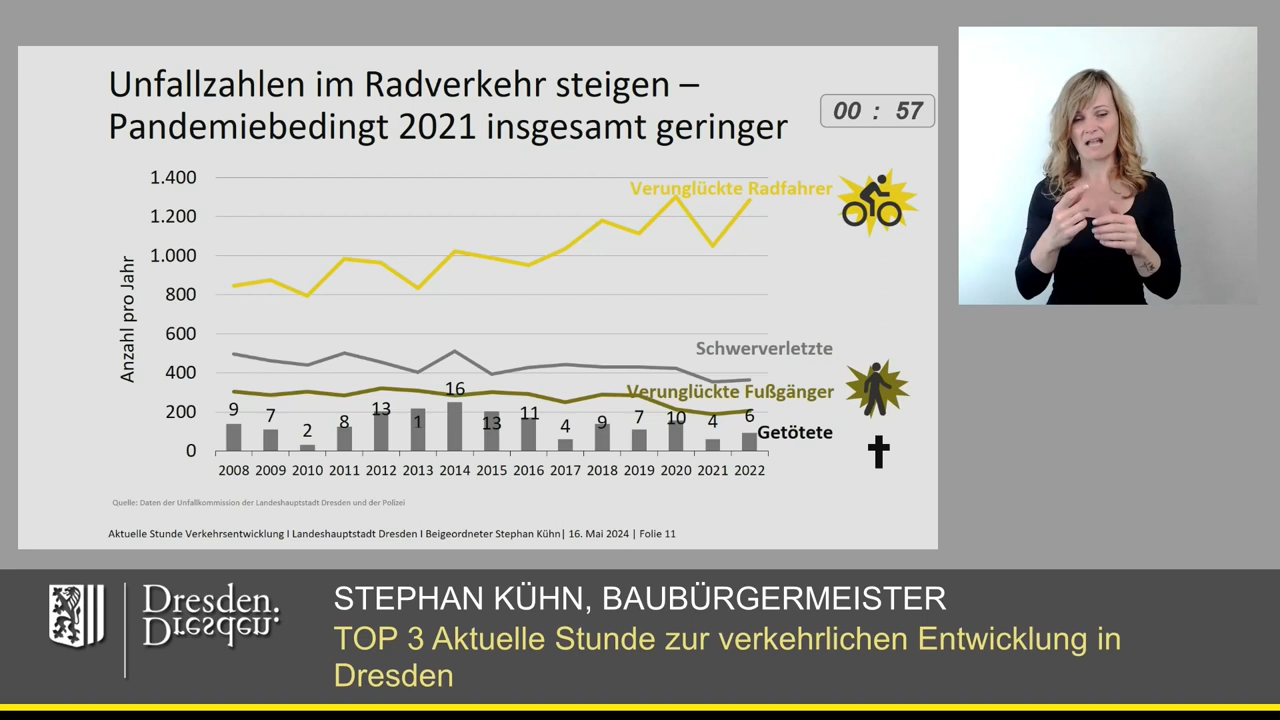 Unfallzahlen im Radverkehr steigen –
Pandemiebedingt 2021 insgesamt geringer
00 : 57
Anzahl pro Jahr
1.400
1.200
1.000
800
600
400
200
0
Verunglückte Radfahrer
Schwerverletzte
Verunglückte Fußgänger
Getötete
9 7 2 8 13 1 16 13 11 4 9 7 10 4 6
2008 2009 2010 2011 2012 2013 2014 2015 2016 2017 2018 2019 2020 2021 2022
Quelle: Daten der Unfallkommission der Landeshauptstadt Dresden und der Polizei
Aktuelle Stunde Verkehrsentwicklung I Landeshauptstadt Dresden I Beigeordneter Stephan Kühn| 16. Mai 2024 | Folie 11
Dresden.
Dresden.
STEPHAN KÜHN, BAUBÜRGERMEISTER
TOP 3 Aktuelle Stunde zur verkehrlichen Entwicklung in
Dresden